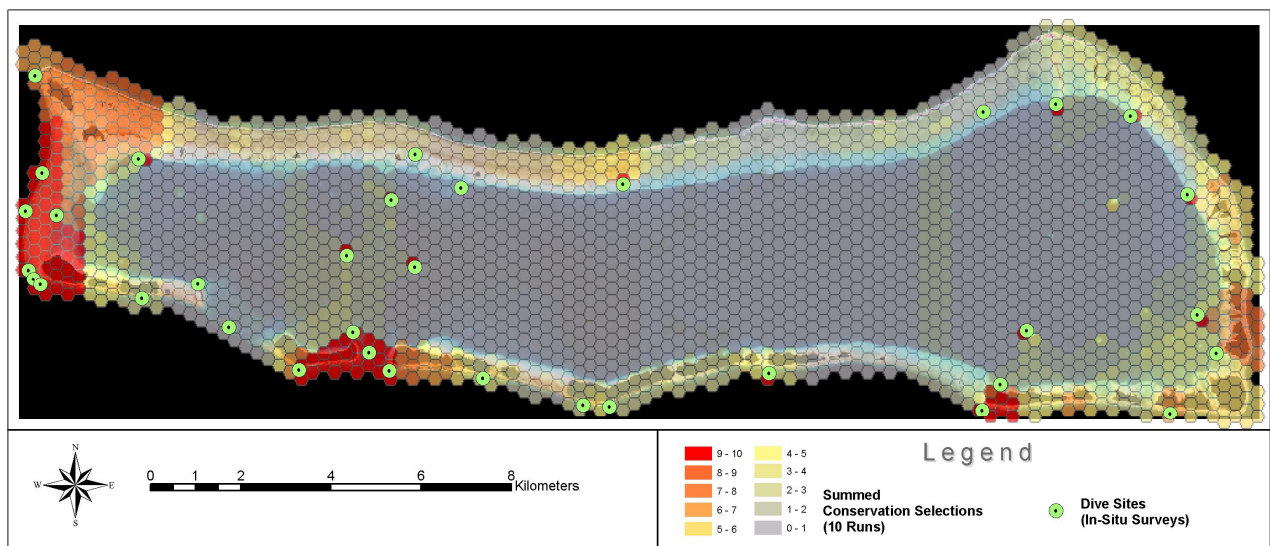 N
W E
S
0 1 2 4 6 8
Kilometers
Legend
9 - 10
8 - 9
7 - 8
6 - 7
5 - 6
4 - 5
3 - 4
2 - 3
1 - 2
0 - 1
Summed
Conservation Selections
(10 Runs)
Dive Sites
(In-Situ Surveys)